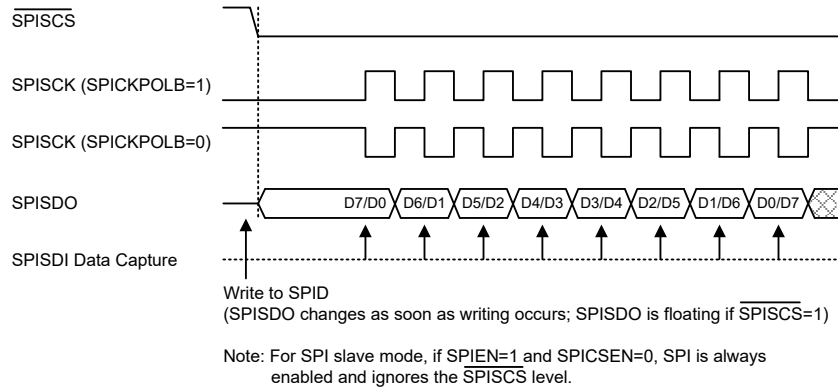 SPISCS
SPISCK (SPICKPOLB=1)
SPISCK (SPICKPOLB=0)
SPISDO
D7/D0 D6/D1 D5/D2 D4/D3 D3/D4 D2/D5 D1/D6 D0/D7
SPISDI Data Capture
Write to SPID
(SPISDO changes as soon as writing occurs; SPISDO is floating if SPISCS=1)
Note: For SPI slave mode, if SPIEN=1 and SPICSEN=0, SPI is always
enabled and ignores the SPISCS level.